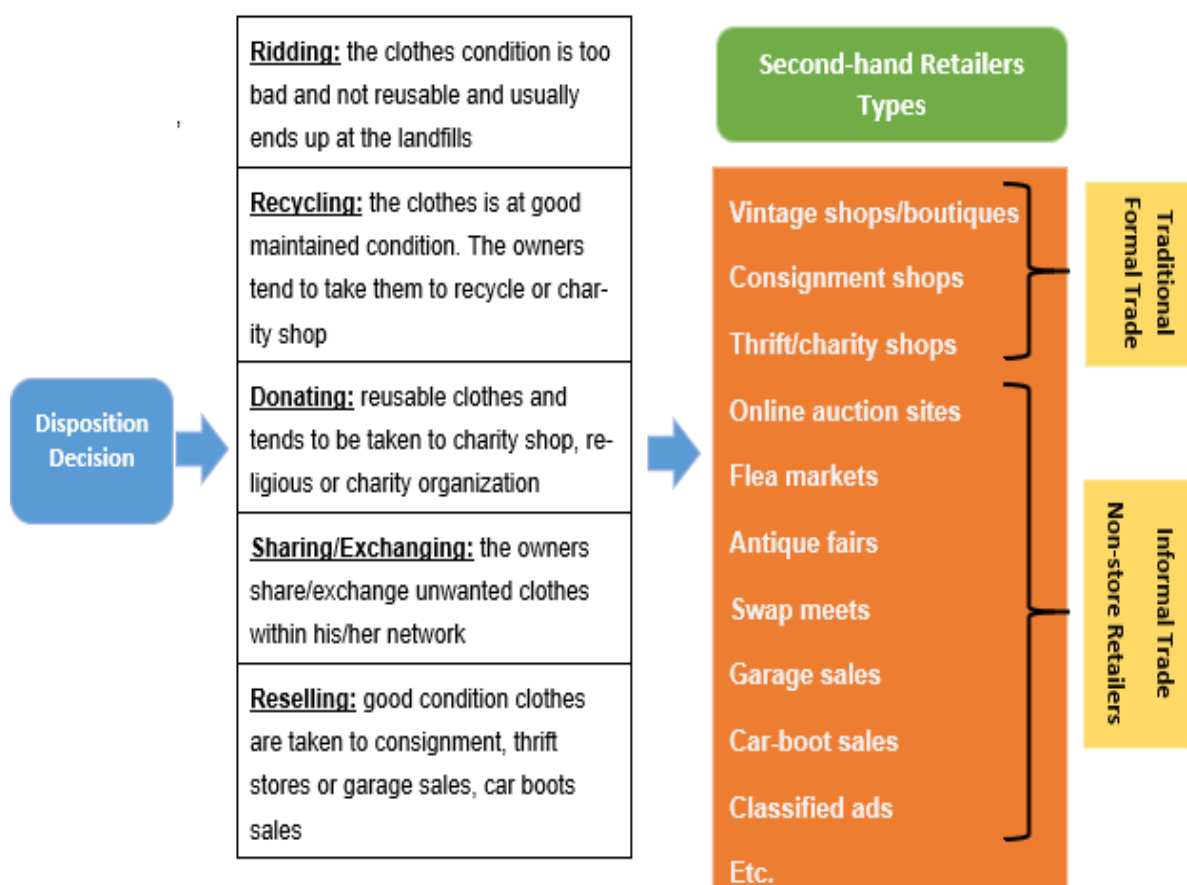 Disposition
Decision
Ridding: the clothes condition is too
bad and not reusable and usually
ends up at the landfills
Recycling: the clothes is at good
maintained condition. The owners
tend to take them to recycle or char-
ity shop
Donating: reusable clothes and
tends to be taken to charity shop, re-
ligious or charity organization
Sharing/Exchanging: the owners
share/exchange unwanted clothes
within his/her network
Reselling: good condition clothes
are taken to consignment, thrift
stores or garage sales, car boots
sales
Second-hand Retailers
Types
Vintage shops/boutiques
Consignment shops
Thrift/charity shops
Online auction sites
Flea markets
Antique fairs
Swap meets
Garage sales
Car-boot sales
Classified ads
Etc.
Traditional
Formal Trade
Informal Trade
Non-store Retailers
,